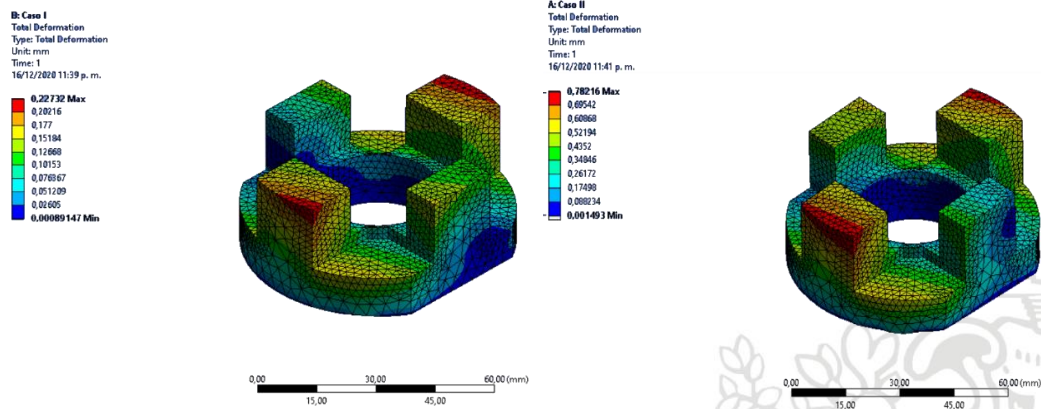 B: Caso I
Total Deformation
Type: Total Deformation
Unit: mm
Time: 1
16/12/2020 11:39 p. m.
0,22732 Max
0,20216
0,177
0,15184
0,12668
0,10153
0,076367
0,051209
0,02605
0,00089147 Min
0,00
30,00
60,00 (mm)
15,00
45,00
A: Caso II
Total Deformation
Type: Total Deformation
Unit: mm
Time: 1
16/12/2020 11:41 p. m.
0,78216 Max
0,69542
0,60868
0,52194
0,4352
0,34846
0,26172
0,17498
0,088234
0,001493 Min
0,00
30,00
60,00 (mm)
15,00
45,00